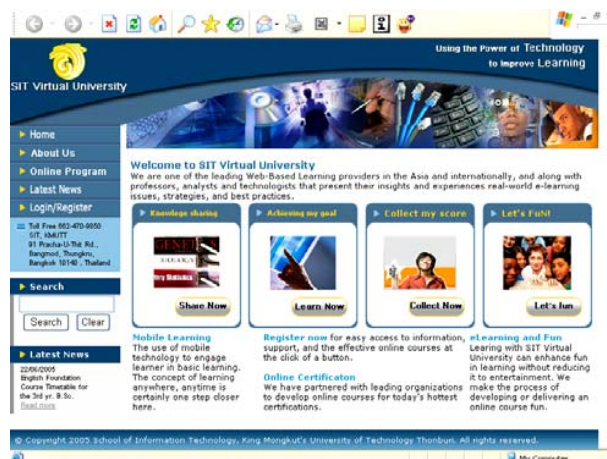 Using the Power of Technology
to improve Learning
SIT Virtual University
Home
About Us
Online Program
Latest News
Login/Register
Toll Free 662-470-9850
SIT, KMUTT
91 Pracha-U-Thit Rd.,
Bangmod, Thungkru,
Bangkok 10140 , Thailand
Search
Search Clear
Latest News
22/06/2005
English Foundation
Course Timetable for
the 3rd yr. B.Sc.
Read more
Welcome to SIT Virtual University
We are one of the leading Web-Based Learning providers in the Asia and internationally, and along with
professors, analysts and technologists that present their insights and experiences real-world e-learning
issues, strategies, and best practices.
Knowlege sharing
GENETICS
Share Now
Achieving my goal
Learn Now
Collect my score
Collect Now
Let's FuN!
Let's fun
Mobile Learning
The use of mobile
technology to engage
learner in basic learning.
The concept of learning
anywhere, anytime is
certainly one step closer
here.
Register now for easy access to information,
support, and the effective online courses at
the click of a button.
Online Certificaton
We have partnered with leading organizations
to develop online courses for today's hottest
certifications.
eLearning and Fun
Learing with SIT Virtual
University can enhance fun
in learning without reducing
it to entertainment. We
make the process of
developing or delivering an
online course fun.
© Copyright 2005 School of Information Technology, King Mongkut's University of Technology Thonburi. All rights reserved.
My Computer